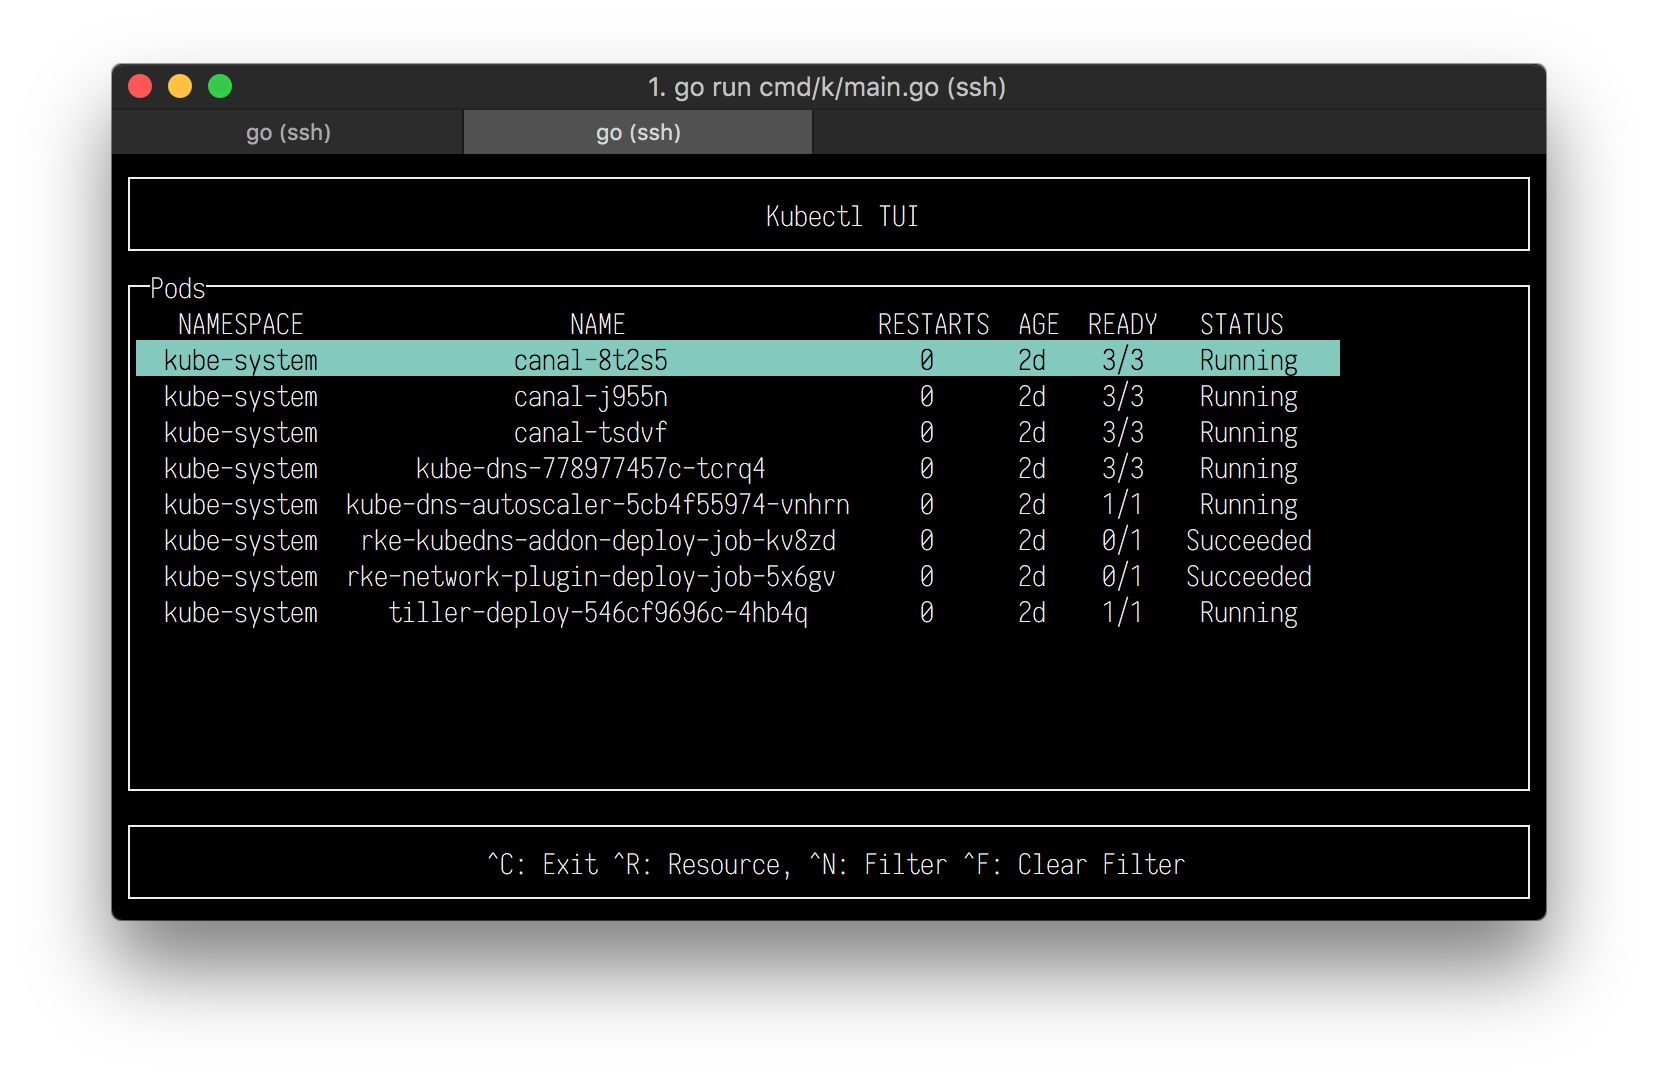 1. go run cmd/k/main.go (ssh)
go (ssh) go (ssh)
Kubectl TUI
Pods
NAMESPACE NAME RESTARTS AGE READY STATUS
kube-system canal-8t2s5 0 2d 3/3 Running
kube-system canal-j955n 0 2d 3/3 Running
kube-system canal-tsdvf 0 2d 3/3 Running
kube-system kube-dns-778977457c-tcrq4 0 2d 3/3 Running
kube-system kube-dns-autoscaler-5cb4f55974-vnhrn 0 2d 1/1 Running
kube-system rke-kubedns-addon-deploy-job-kv8zd 0 2d 0/1 Succeeded
kube-system rke-network-plugin-deploy-job-5x6gv 0 2d 0/1 Succeeded
kube-system tiller-deploy-546cf9696c-4hb4q 0 2d 1/1 Running
^C: Exit ^R: Resource, ^N: Filter ^F: Clear Filter